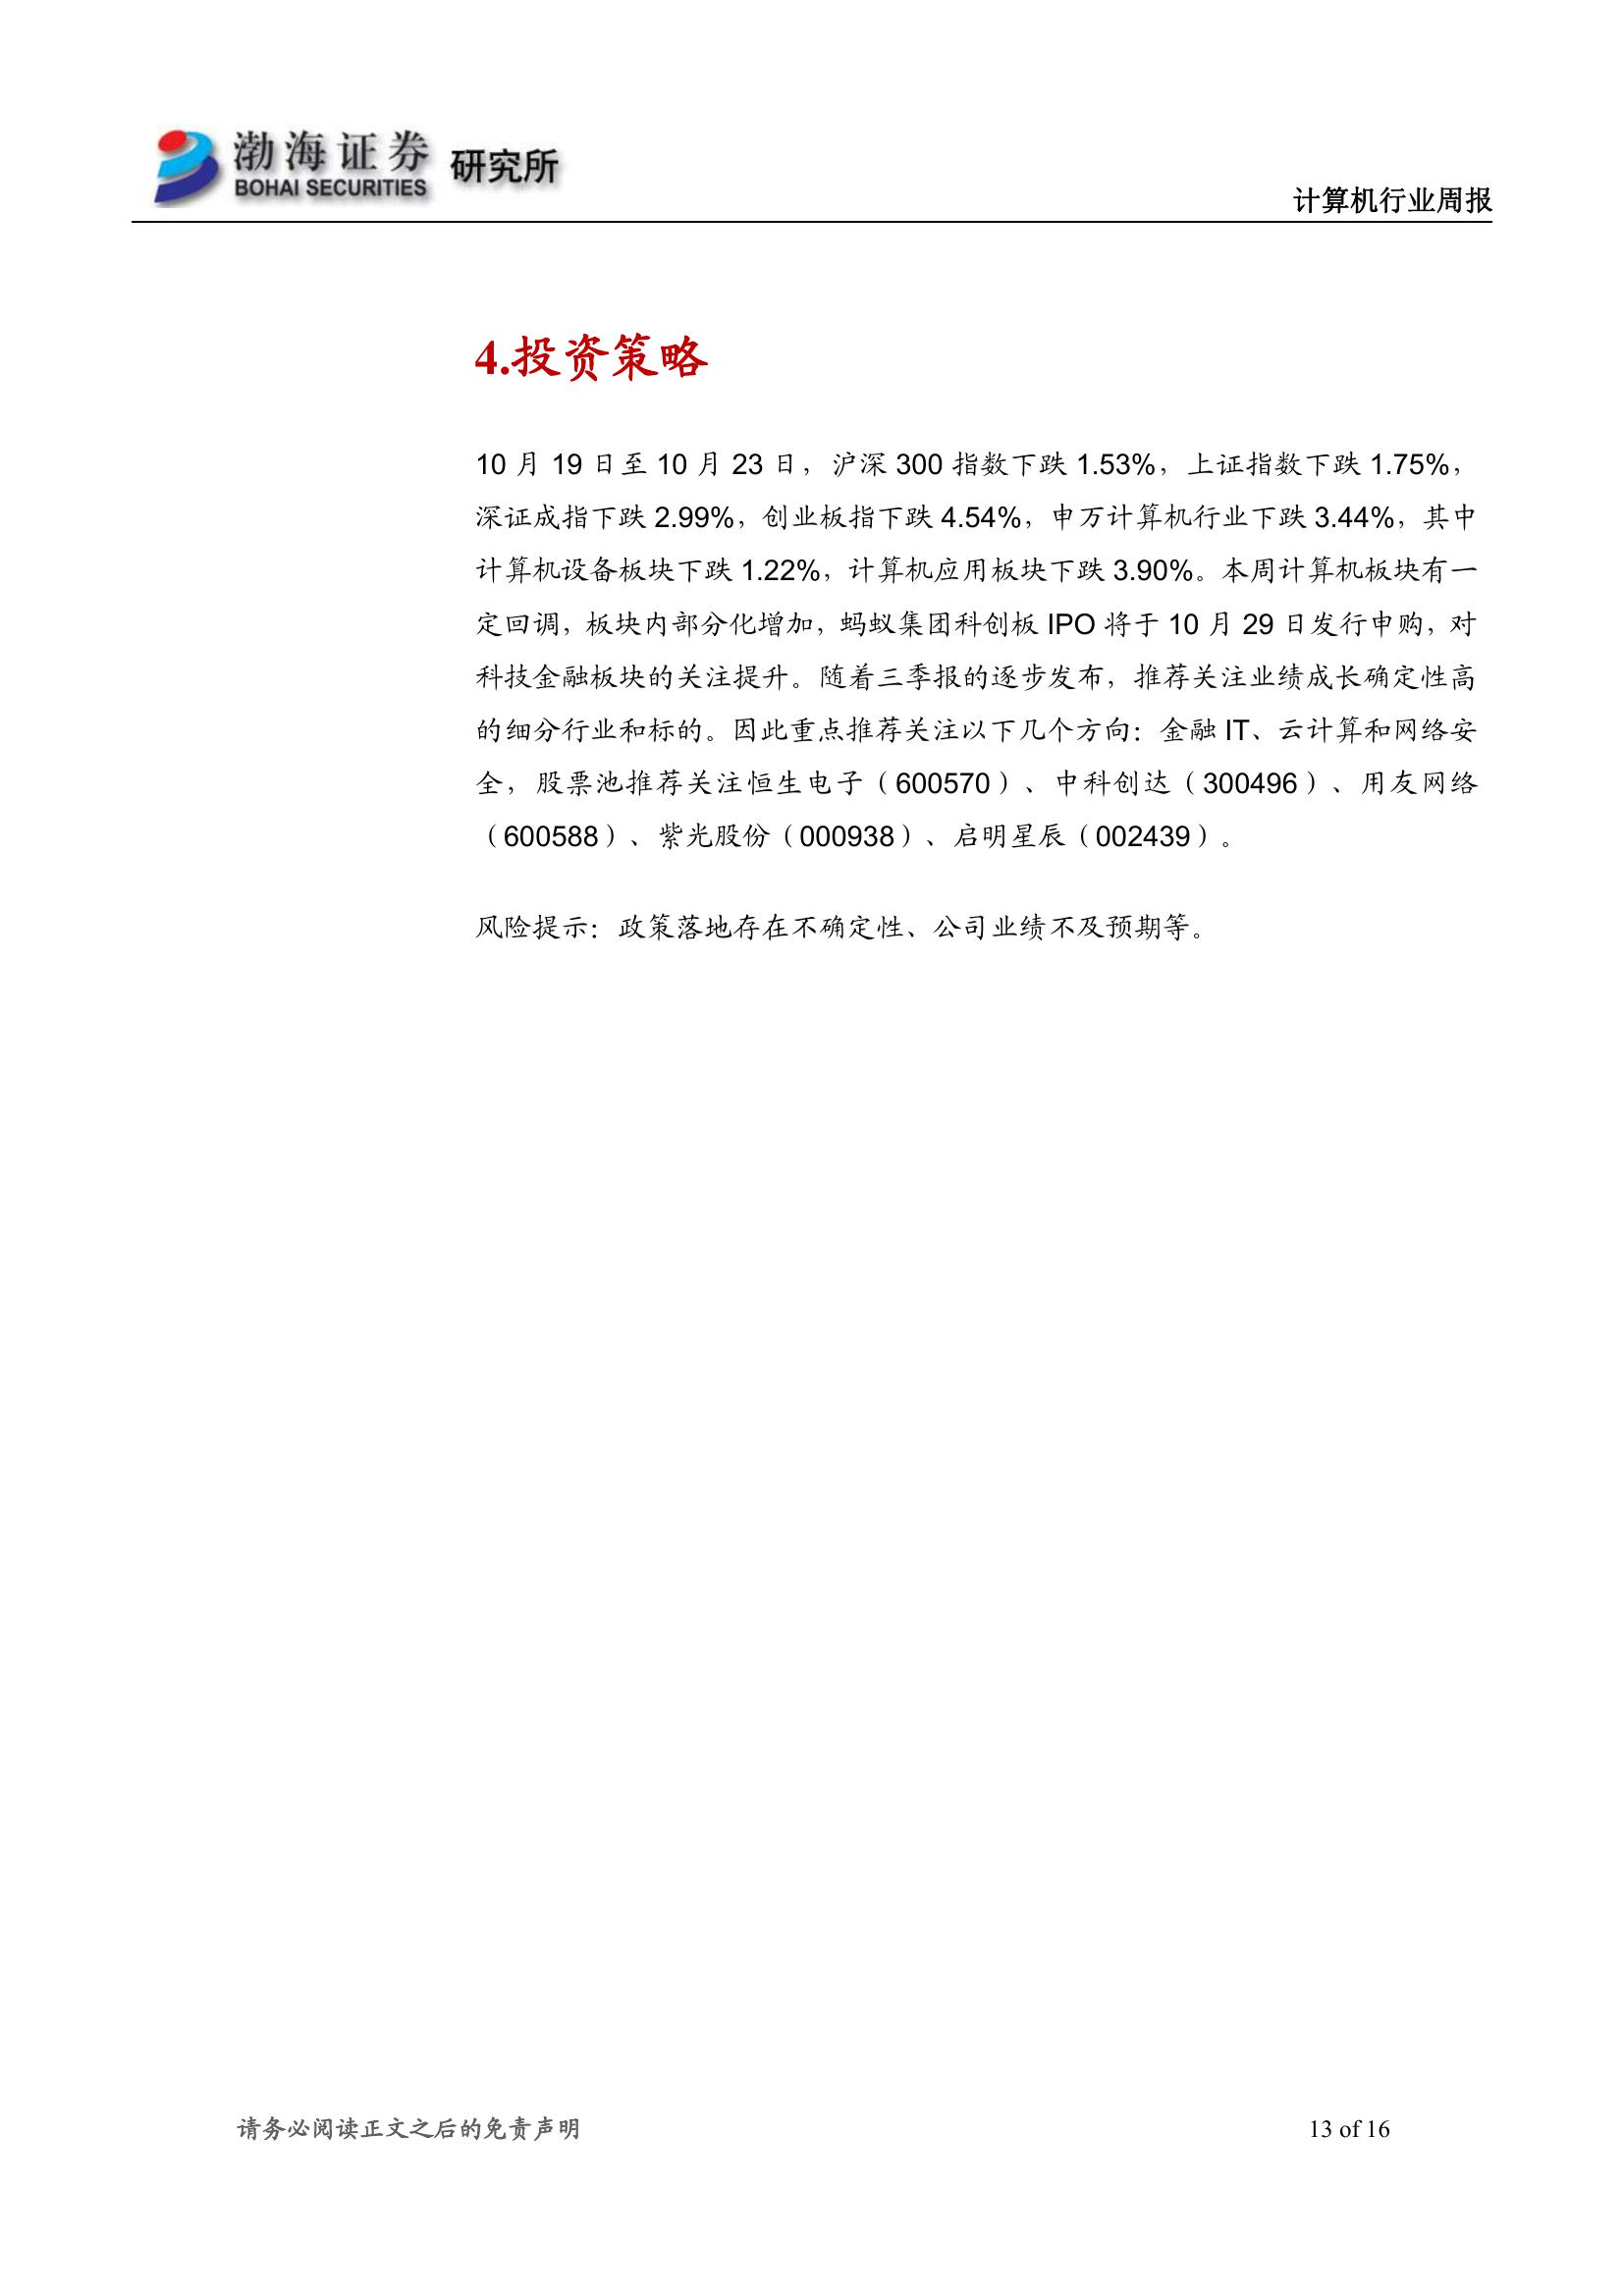 渤海证券 研究所
BOHAI SECURITIES
计算机行业周报
4.投资策略
10 月 19 日至 10 月 23 日，沪深 300 指数下跌 1.53%，上证指数下跌 1.75%，
深证成指下跌 2.99%，创业板指下跌 4.54%，申万计算机行业下跌 3.44%，其中
计算机设备板块下跌 1.22%，计算机应用板块下跌 3.90%。本周计算机板块有一
定回调，板块内部分化增加，蚂蚁集团科创板 IPO 将于 10 月 29 日发行申购，对
科技金融板块的关注提升。随着三季报的逐步发布，推荐关注业绩成长确定性高
的细分行业和标的。因此重点推荐关注以下几个方向：金融 IT、云计算和网络安
全，股票池推荐关注恒生电子（600570）、中科创达（300496）、用友网络
（600588）、紫光股份（000938）、启明星辰（002439）。
风险提示：政策落地存在不确定性、公司业绩不及预期等。
请务必阅读正文之后的免责声明
13 of 16